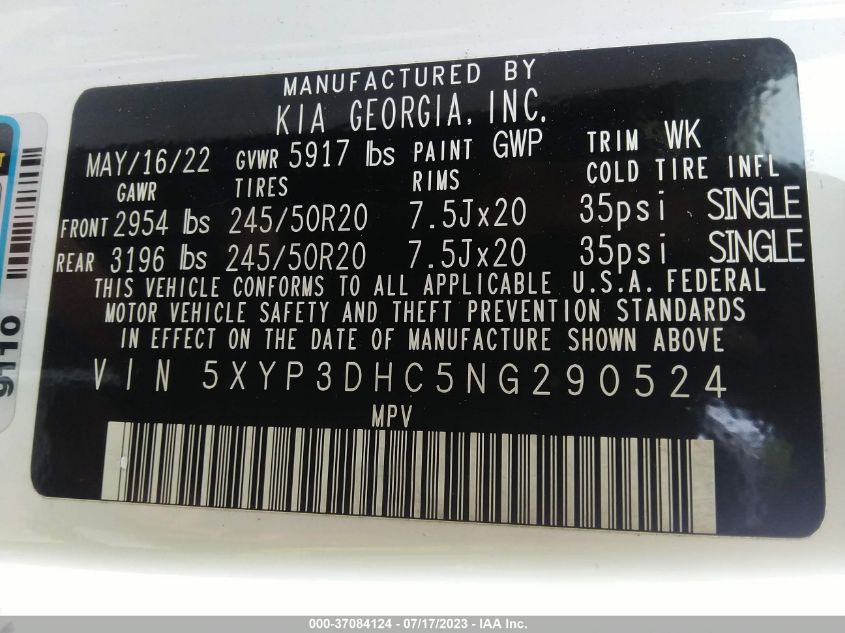 MANUFACTURED BY
KIA GEORGIA, INC.
MAY/16/22 GVWR 5917 lbs PAINT GWP TRIM WK
GAWR TIRES RIMS COLD TIRE INFL
FRONT 2954 lbs 245/50R20 7.5Jx20 35psi SINGLE
REAR 3196 lbs 245/50R20 7.5Jx20 35psi SINGLE
THIS VEHICLE CONFORMS TO ALL APPLICABLE U.S.A. FEDERAL
MOTOR VEHICLE SAFETY AND THEFT PREVENTION STANDARDS
IN EFFECT ON THE DATE OF MANUFACTURE SHOWN ABOVE
VIN 5XYP3DHC5NG290524
MPV
9110
000-37084124 - 07/17/2023 - IAA Inc.